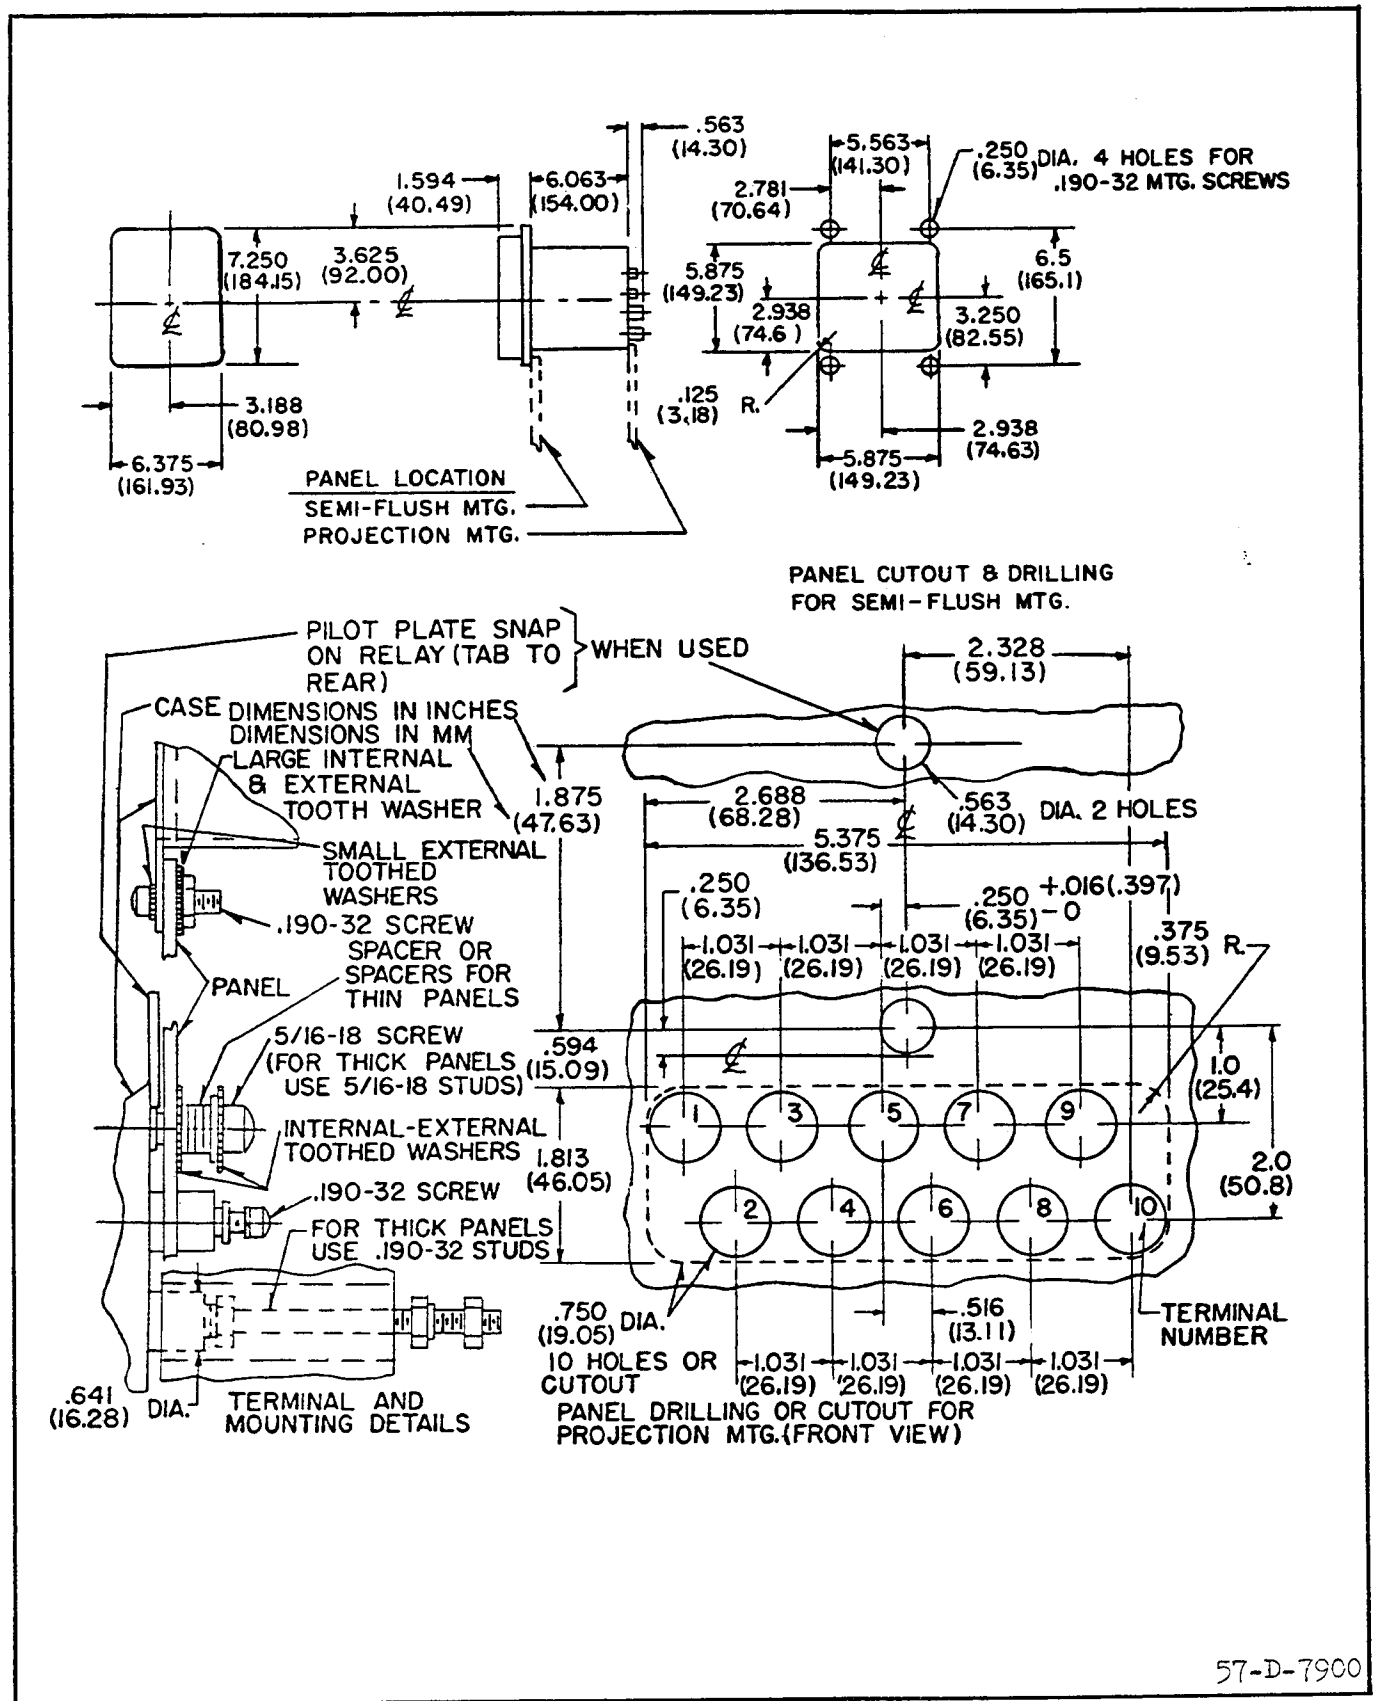 .563
(14.30)
1.594
(40.49)
6.063
(154.00)
5.563
(141.30)
.250 DIA. 4 HOLES FOR
(6.35) .190-32 MTG. SCREWS
2.781
(70.64)
7.250
(184.15)
3.625
(92.00)
5.875
(149.23)
6.5
(165.1)
2.938
(74.6)
3.250
(82.55)
.125 R.
(3.18)
3.188
(80.98)
2.938
(74.63)
6.375
(161.93)
5.875
(149.23)
PANEL LOCATION
SEMI-FLUSH MTG.
PROJECTION MTG.
PANEL CUTOUT & DRILLING
FOR SEMI-FLUSH MTG.
PILOT PLATE SNAP
ON RELAY (TAB TO
REAR)
WHEN USED
2.328
(59.13)
CASE
DIMENSIONS IN INCHES
DIMENSIONS IN MM
LARGE INTERNAL
& EXTERNAL
TOOTH WASHER
1.875
(47.63)
2.688
(68.28)
.563 DIA. 2 HOLES
(14.30)
5.375
(136.53)
SMALL EXTERNAL
TOOTHED
WASHERS
.250
(6.35)
.250 +.016(.397)
(6.35) -0
.190-32 SCREW
.375 R.
(9.53)
1.031 1.031 1.031 1.031
(26.19) (26.19) (26.19) (26.19)
SPACER OR
SPACERS FOR
THIN PANELS
PANEL
5/16-18 SCREW
(FOR THICK PANELS
USE 5/16-18 STUDS)
.594
(15.09)
1.0
(25.4)
1 3 5 7 9
INTERNAL-EXTERNAL
TOOTHED WASHERS
1.813
(46.05)
2.0
(50.8)
.190-32 SCREW
2 4 6 8 10
FOR THICK PANELS
USE .190-32 STUDS
.750 DIA.
(19.05)
10 HOLES OR
CUTOUT
.516
(13.11)
TERMINAL
NUMBER
1.031 1.031 1.031 1.031
(26.19) (26.19) (26.19) (26.19)
.641 DIA.
(16.28)
TERMINAL AND
MOUNTING DETAILS
PANEL DRILLING OR CUTOUT FOR
PROJECTION MTG.(FRONT VIEW)
57-D-7900